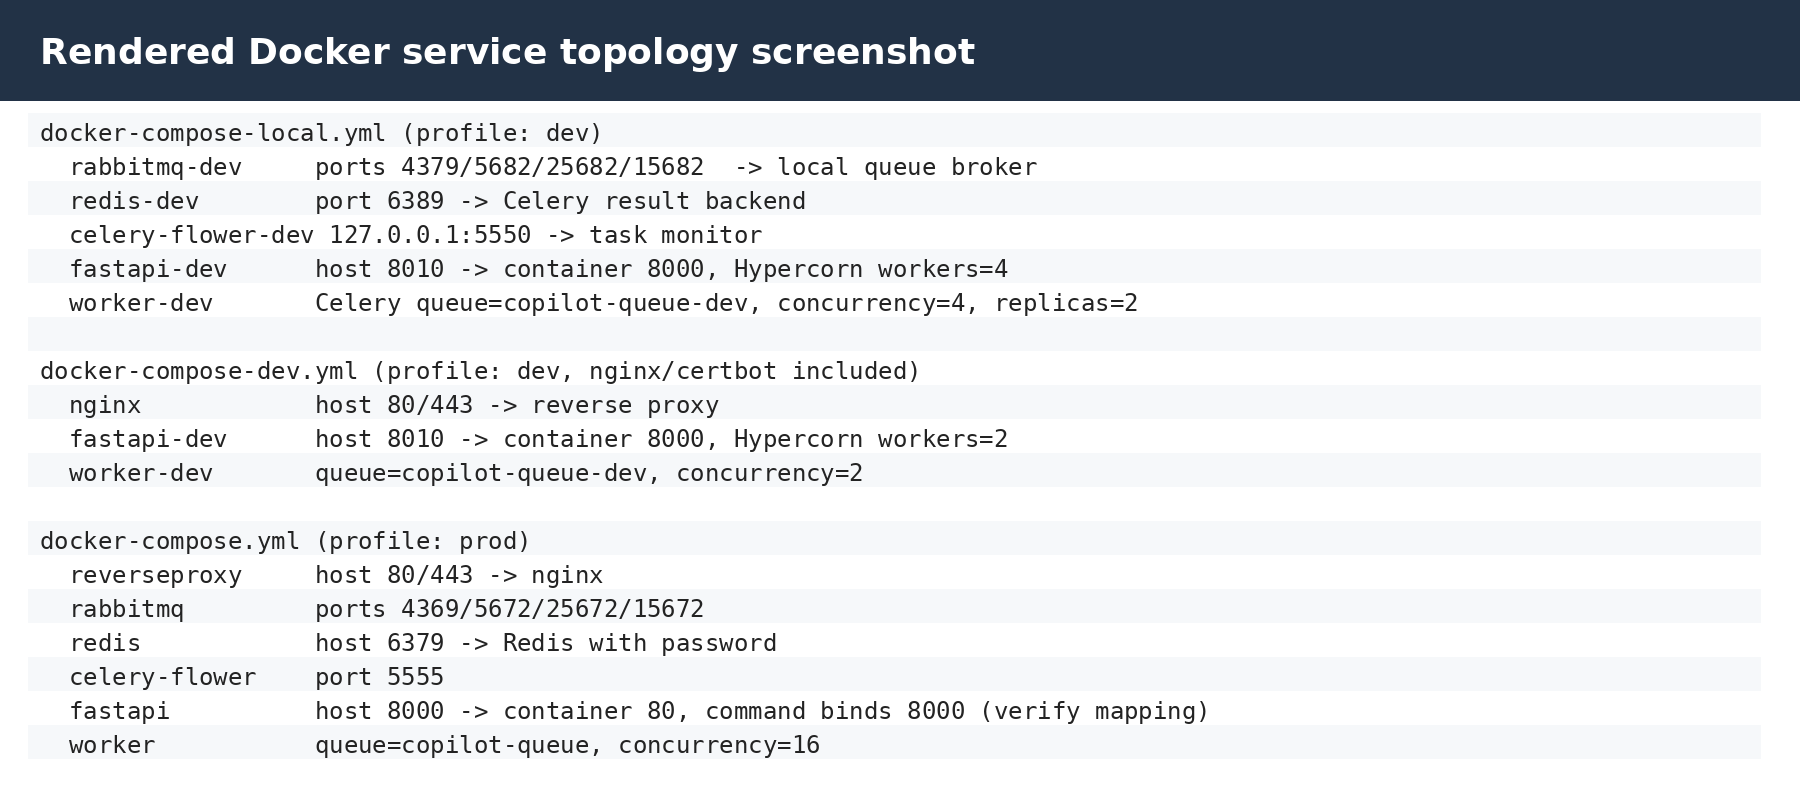 Rendered Docker service topology screenshot
docker-compose-local.yml (profile: dev)
  rabbitmq-dev     ports 4379/5682/25682/15682  -> local queue broker
  redis-dev        port 6389 -> Celery result backend
  celery-flower-dev 127.0.0.1:5550 -> task monitor
  fastapi-dev      host 8010 -> container 8000, Hypercorn workers=4
  worker-dev       Celery queue=copilot-queue-dev, concurrency=4, replicas=2
docker-compose-dev.yml (profile: dev, nginx/certbot included)
  nginx            host 80/443 -> reverse proxy
  fastapi-dev      host 8010 -> container 8000, Hypercorn workers=2
  worker-dev       queue=copilot-queue-dev, concurrency=2
docker-compose.yml (profile: prod)
  reverseproxy     host 80/443 -> nginx
  rabbitmq         ports 4369/5672/25672/15672
  redis            host 6379 -> Redis with password
  celery-flower    port 5555
  fastapi          host 8000 -> container 80, command binds 8000 (verify mapping)
  worker           queue=copilot-queue, concurrency=16